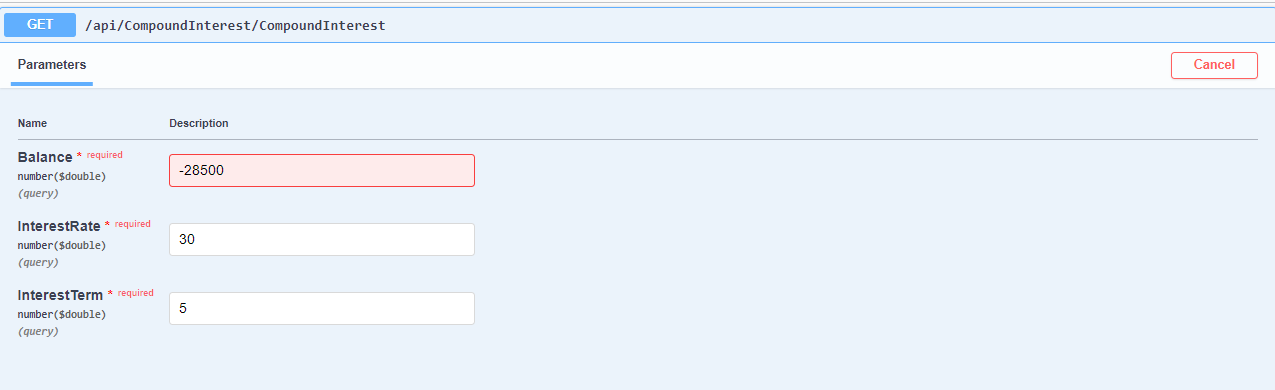 GET /api/CompoundInterest/CompoundInterest
Parameters Cancel
Name Description
Balance * required
number($double)
(query)
-28500
InterestRate * required
number($double)
(query)
30
InterestTerm * required
number($double)
(query)
5